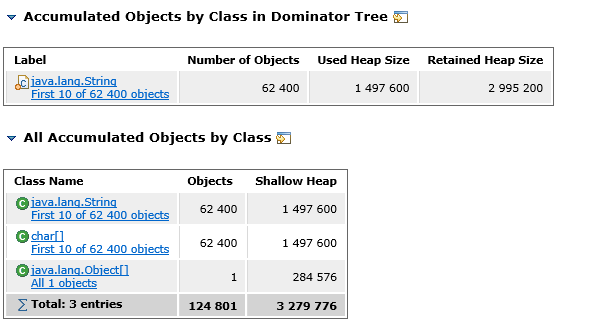 Accumulated Objects by Class in Dominator Tree
Label Number of Objects Used Heap Size Retained Heap Size
java.lang.String
First 10 of 62 400 objects 62 400 1 497 600 2 995 200
All Accumulated Objects by Class
Class Name Objects Shallow Heap
java.lang.String
First 10 of 62 400 objects 62 400 1 497 600
char[]
First 10 of 62 400 objects 62 400 1 497 600
java.lang.Object[]
All 1 objects 1 284 576
Σ Total: 3 entries 124 801 3 279 776